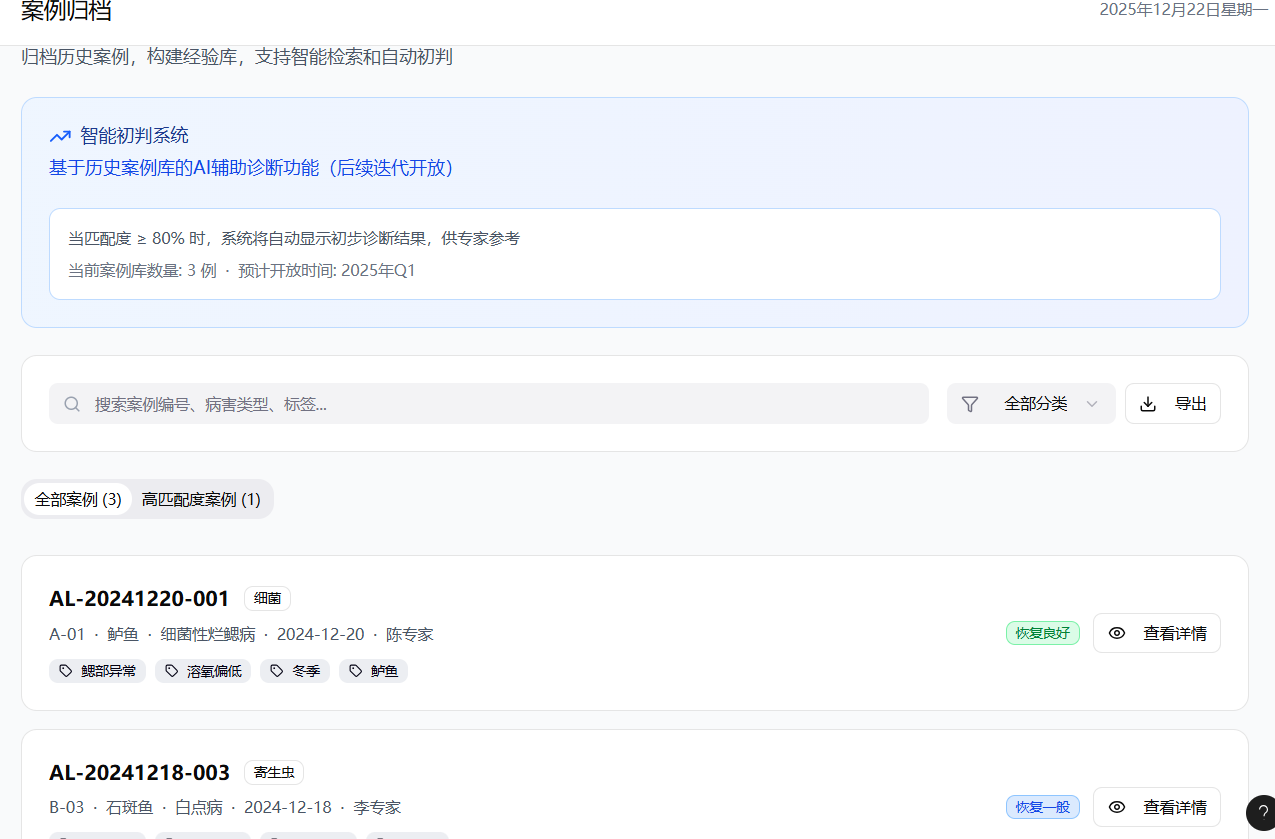 案例归档
2025年12月22日星期一
归档历史案例，构建经验库，支持智能检索和自动初判
智能初判系统
基于历史案例库的AI辅助诊断功能（后续迭代开放）
当匹配度 ≥ 80% 时，系统将自动显示初步诊断结果，供专家参考
当前案例库数量: 3 例 · 预计开放时间: 2025年Q1
搜索案例编号、病害类型、标签...
全部分类
导出
全部案例 (3)
高匹配度案例 (1)
AL-20241220-001 细菌
A-01 · 鲈鱼 · 细菌性烂鳃病 · 2024-12-20 · 陈专家
恢复良好
查看详情
鳃部异常 溶氧偏低 冬季 鲈鱼
AL-20241218-003 寄生虫
B-03 · 石斑鱼 · 白点病 · 2024-12-18 · 李专家
恢复一般
查看详情
?